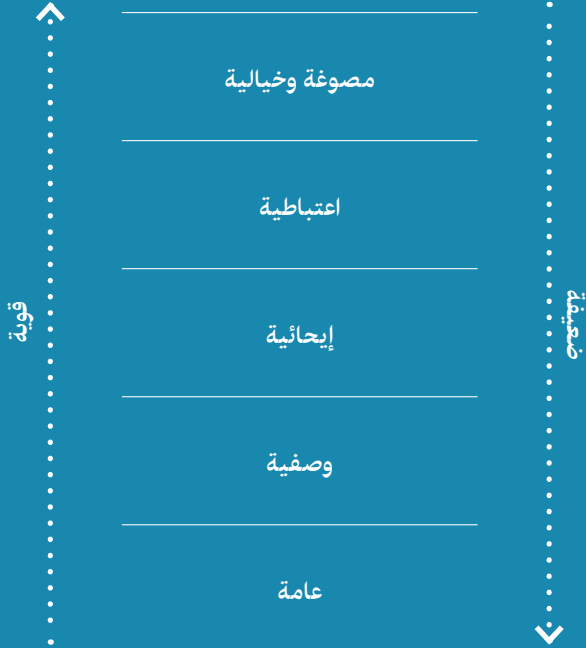 مصوغة وخيالية
اعتباطية
إيحائية
وصفية
عامة
قوية
ضعيفة